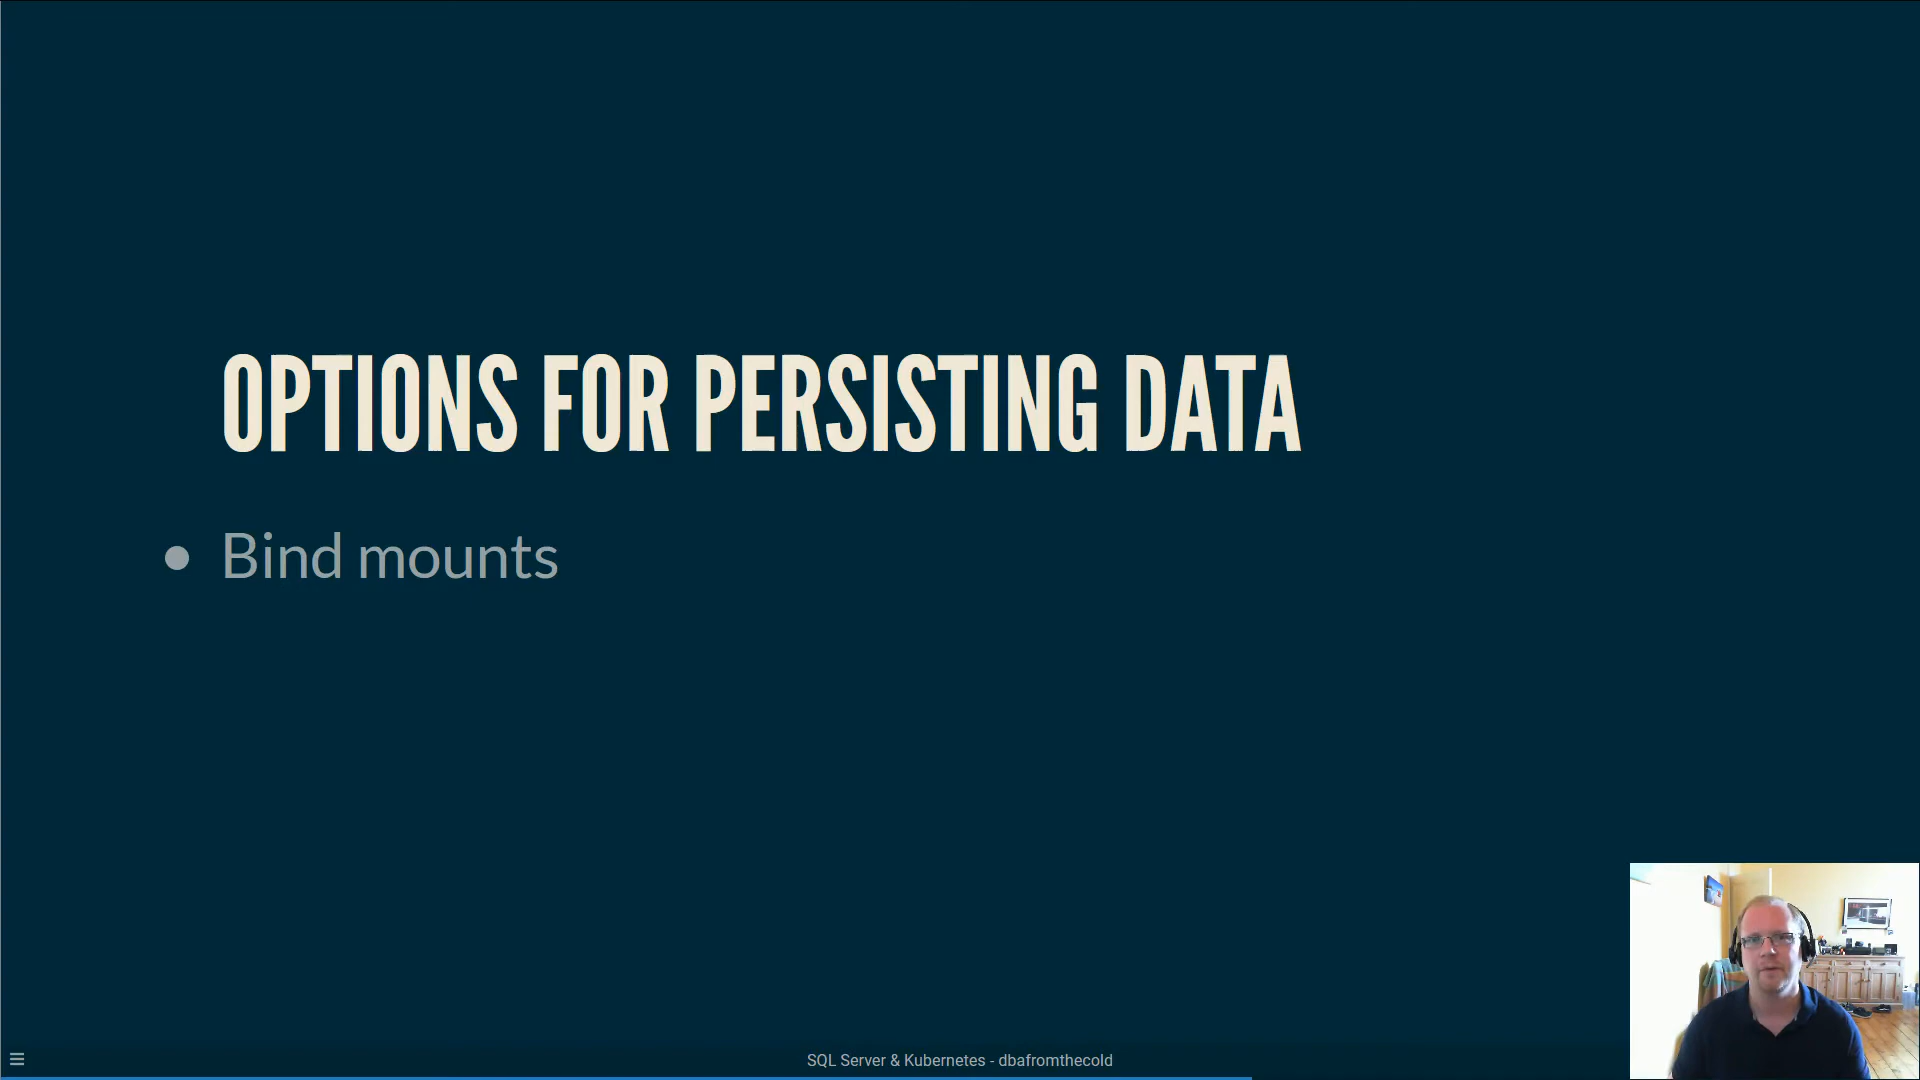 OPTIONS FOR PERSISTING DATA
Bind mounts
SQL Server & Kubernetes - dbafromthecold